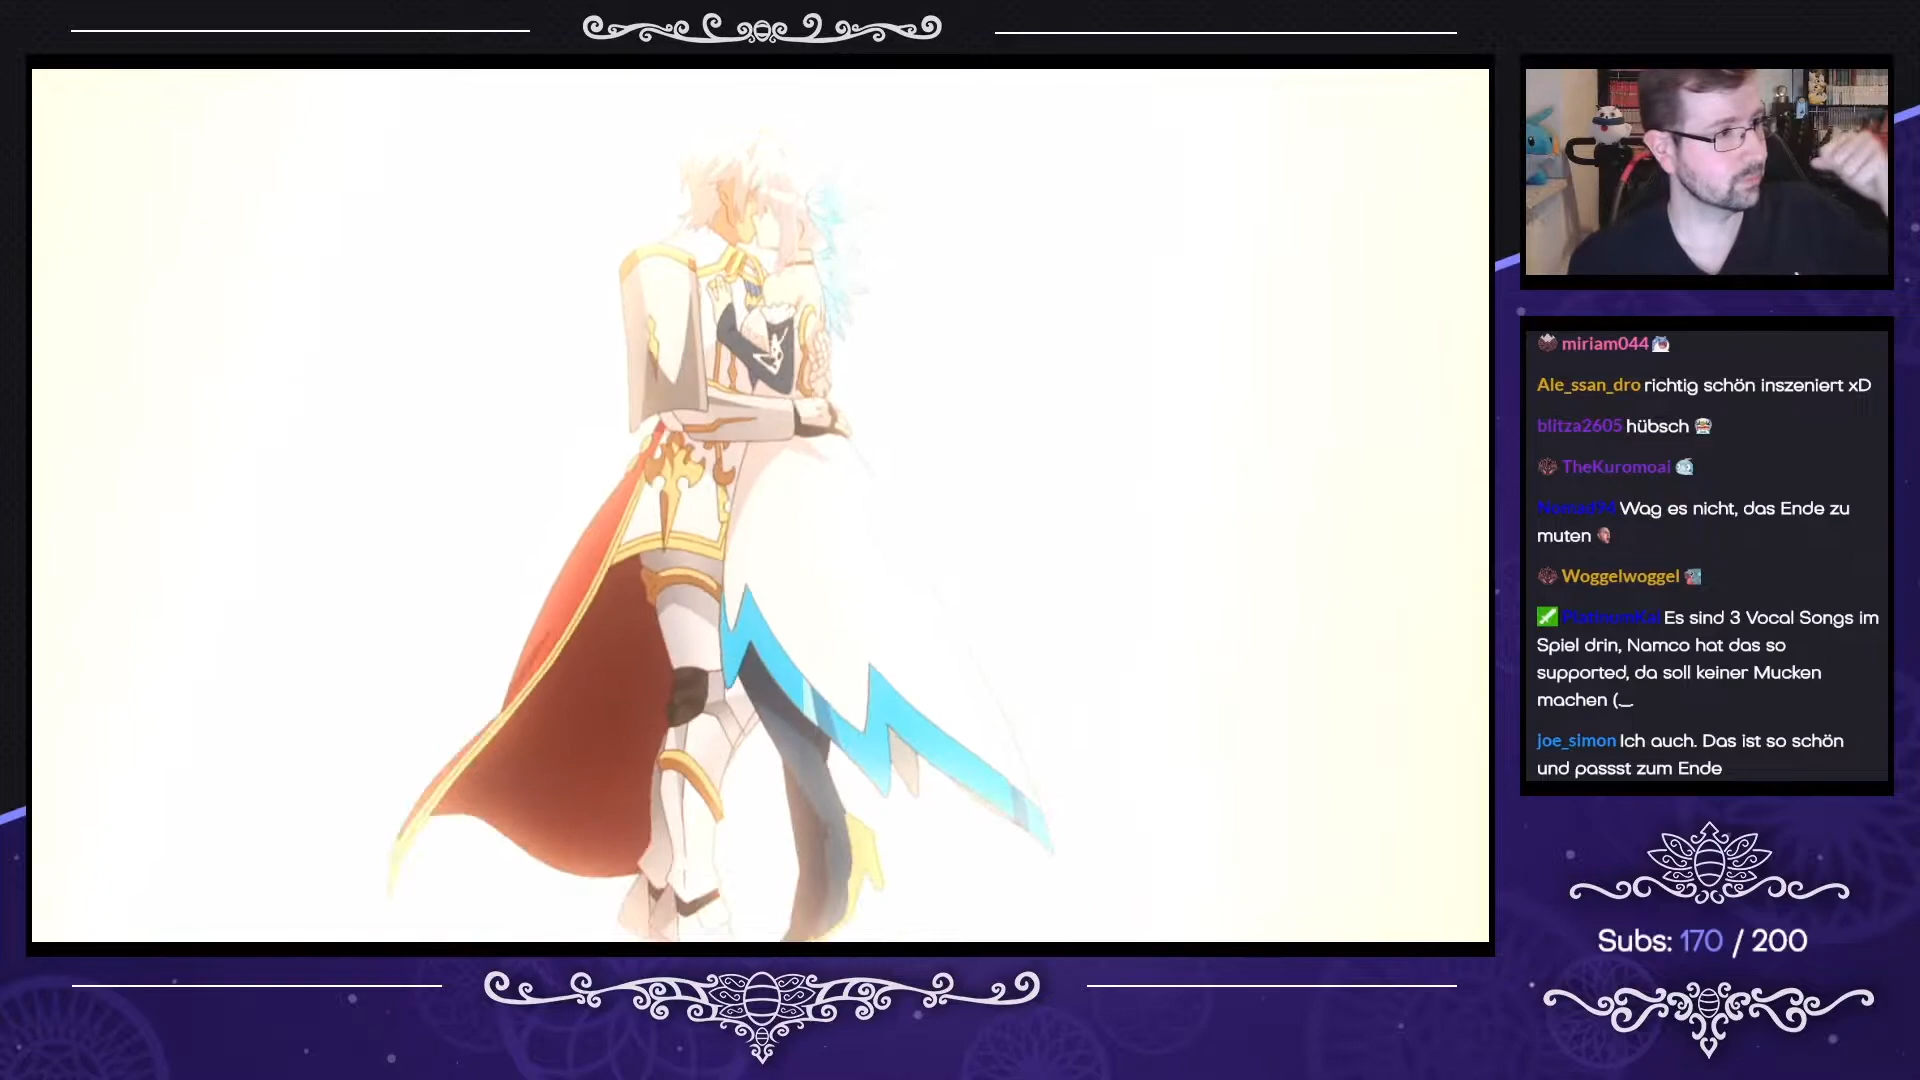 miriam044
Ale_ssan_dro richtig schön inszeniert xD
blitza2605 hübsch
TheKuromoai
Nomad94 Wag es nicht, das Ende zu
muten
Woggelwoggel
PlatinumKai Es sind 3 Vocal Songs im
Spiel drin, Namco hat das so
supported, da soll keiner Mucken
machen (._.
joe_simon Ich auch. Das ist so schön
und passst zum Ende
Subs: 170 / 200